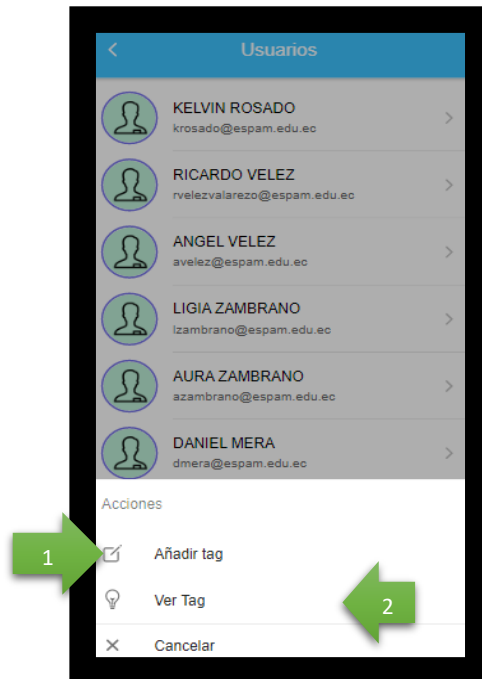 Usuarios
KELVIN ROSADO
krosado@espam.edu.ec
RICARDO VELEZ
rvelezvalarezo@espam.edu.ec
ANGEL VELEZ
avelez@espam.edu.ec
LIGIA ZAMBRANO
lzambrano@espam.edu.ec
AURA ZAMBRANO
azambrano@espam.edu.ec
DANIEL MERA
dmera@espam.edu.ec
Acciones
1
Añadir tag
Ver Tag
2
Cancelar